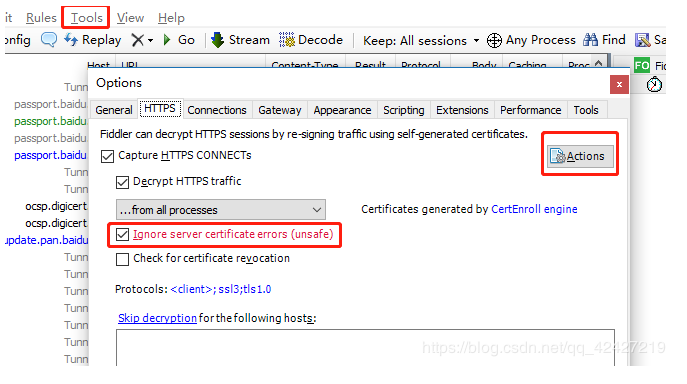 it Rules Tools View Help
onfig Replay Go Stream Decode Keep: All sessions Any Process Find Sa
Host URL Content-Type Result Protocol Body Caching Proc FO Fid
Options
Tunn
passport.baidu
passport.baidu
Tunn
passport.baidu
Tunn
Tunn
ocsp.digicert
ocsp.digicert
update.pan.baidu
Tunn
Tunn
Tunn
Tunn
Tunn
Tunn
General HTTPS Connections Gateway Appearance Scripting Extensions Performance Tools
Fiddler can decrypt HTTPS sessions by re-signing traffic using self-generated certificates.
Capture HTTPS CONNECTs
Actions
Decrypt HTTPS traffic
...from all processes
Certificates generated by CertEnroll engine
Ignore server certificate errors (unsafe)
Check for certificate revocation
Protocols: <client>;ssl3;tls1.0
Skip decryption for the following hosts:
https://blog.csdn.net/qq_42427219